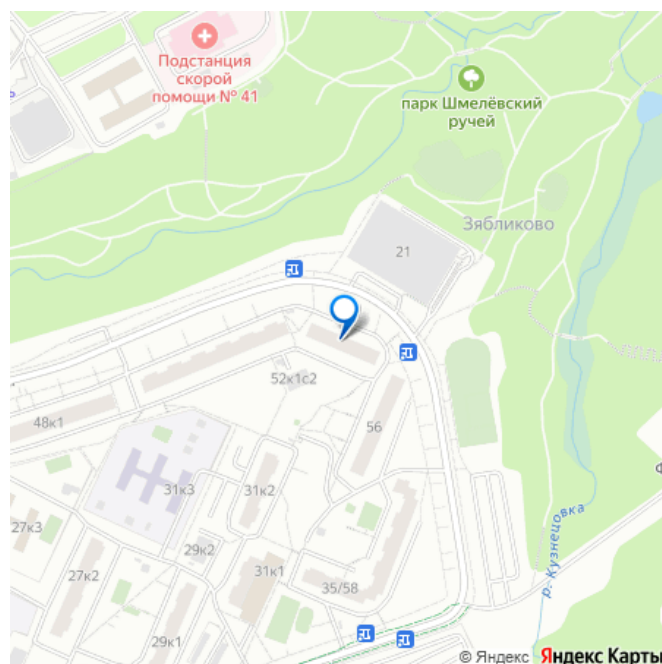 Подстанция
скорой
помощи № 41
парк Шмелёвский
ручей
Зябликово
21
52к1с2
48к1
56
31к3
31к2
27к3
29к2
27к2
31к1
35/58
29к1
р. Кузнецовка
© Яндекс Яндекс Карты